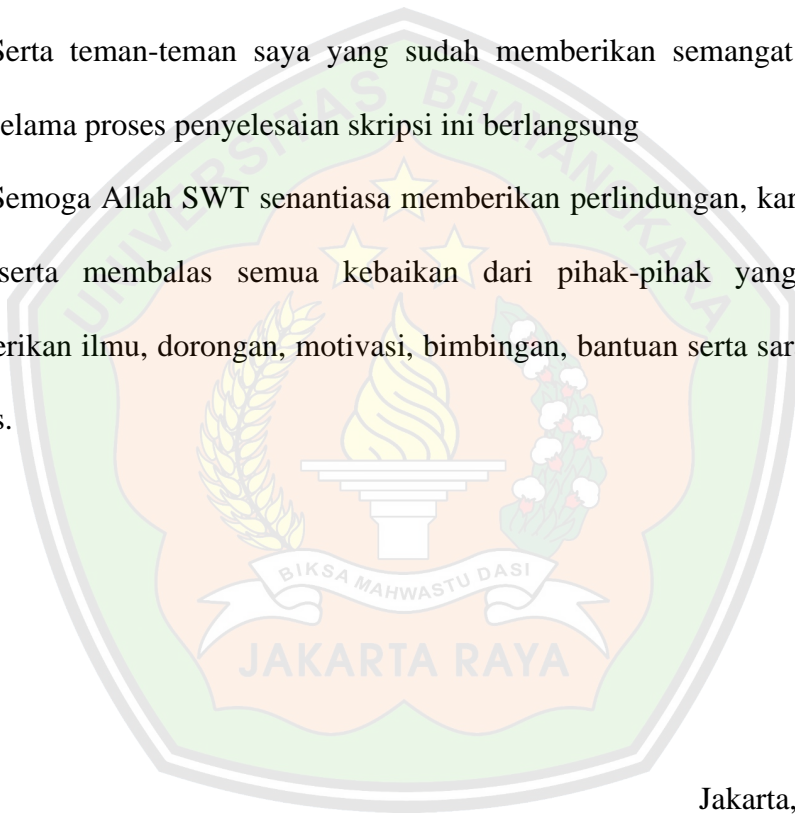 Serta teman-teman saya yang sudah memberikan semangat
elama proses penyelesaian skripsi ini berlangsung
Semoga Allah SWT senantiasa memberikan perlindungan, kar
serta membalas semua kebaikan dari pihak-pihak yang
erikan ilmu, dorongan, motivasi, bimbingan, bantuan serta sar
s.
UNIVERSITAS BHAYANGKARA
BIKSA MAHWASTU DASI
JAKARTA RAYA
Jakarta,